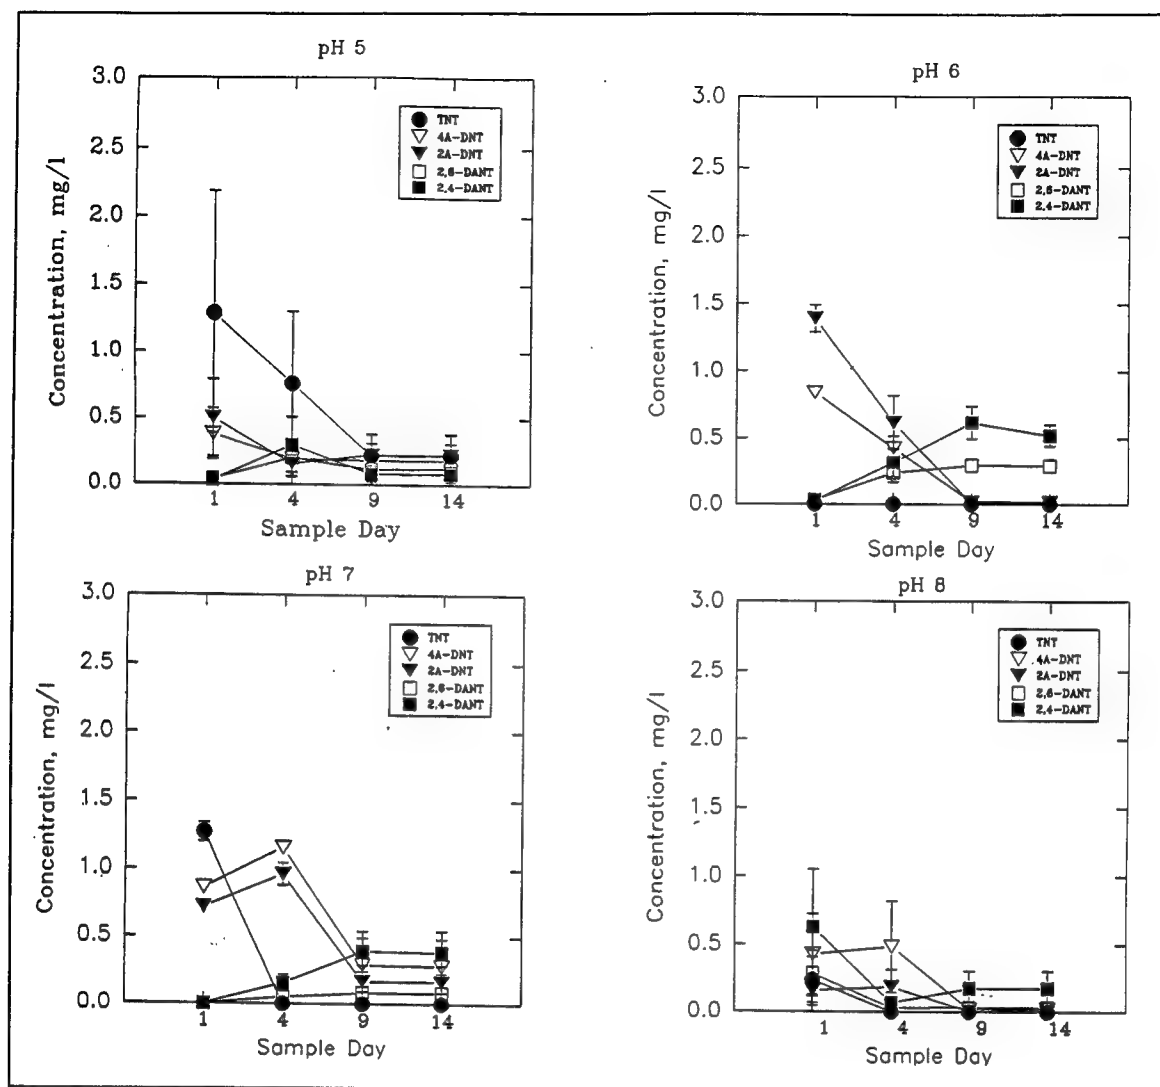 pH 5
3.0
2.5
2.0
1.5
1.0
0.5
0.0
Concentration, mg/l
TNT
4A-DNT
2A-DNT
2,6-DANT
2,4-DANT
1 4 9 14
Sample Day
pH 6
3.0
2.5
2.0
1.5
1.0
0.5
0.0
Concentration, mg/l
TNT
4A-DNT
2A-DNT
2,6-DANT
2,4-DANT
1 4 9 14
Sample Day
pH 7
3.0
2.5
2.0
1.5
1.0
0.5
0.0
Concentration, mg/l
TNT
4A-DNT
2A-DNT
2,6-DANT
2,4-DANT
1 4 9 14
Sample Day
pH 8
3.0
2.5
2.0
1.5
1.0
0.5
0.0
Concentration, mg/l
TNT
4A-DNT
2A-DNT
2,6-DANT
2,4-DANT
1 4 9 14
Sample Day